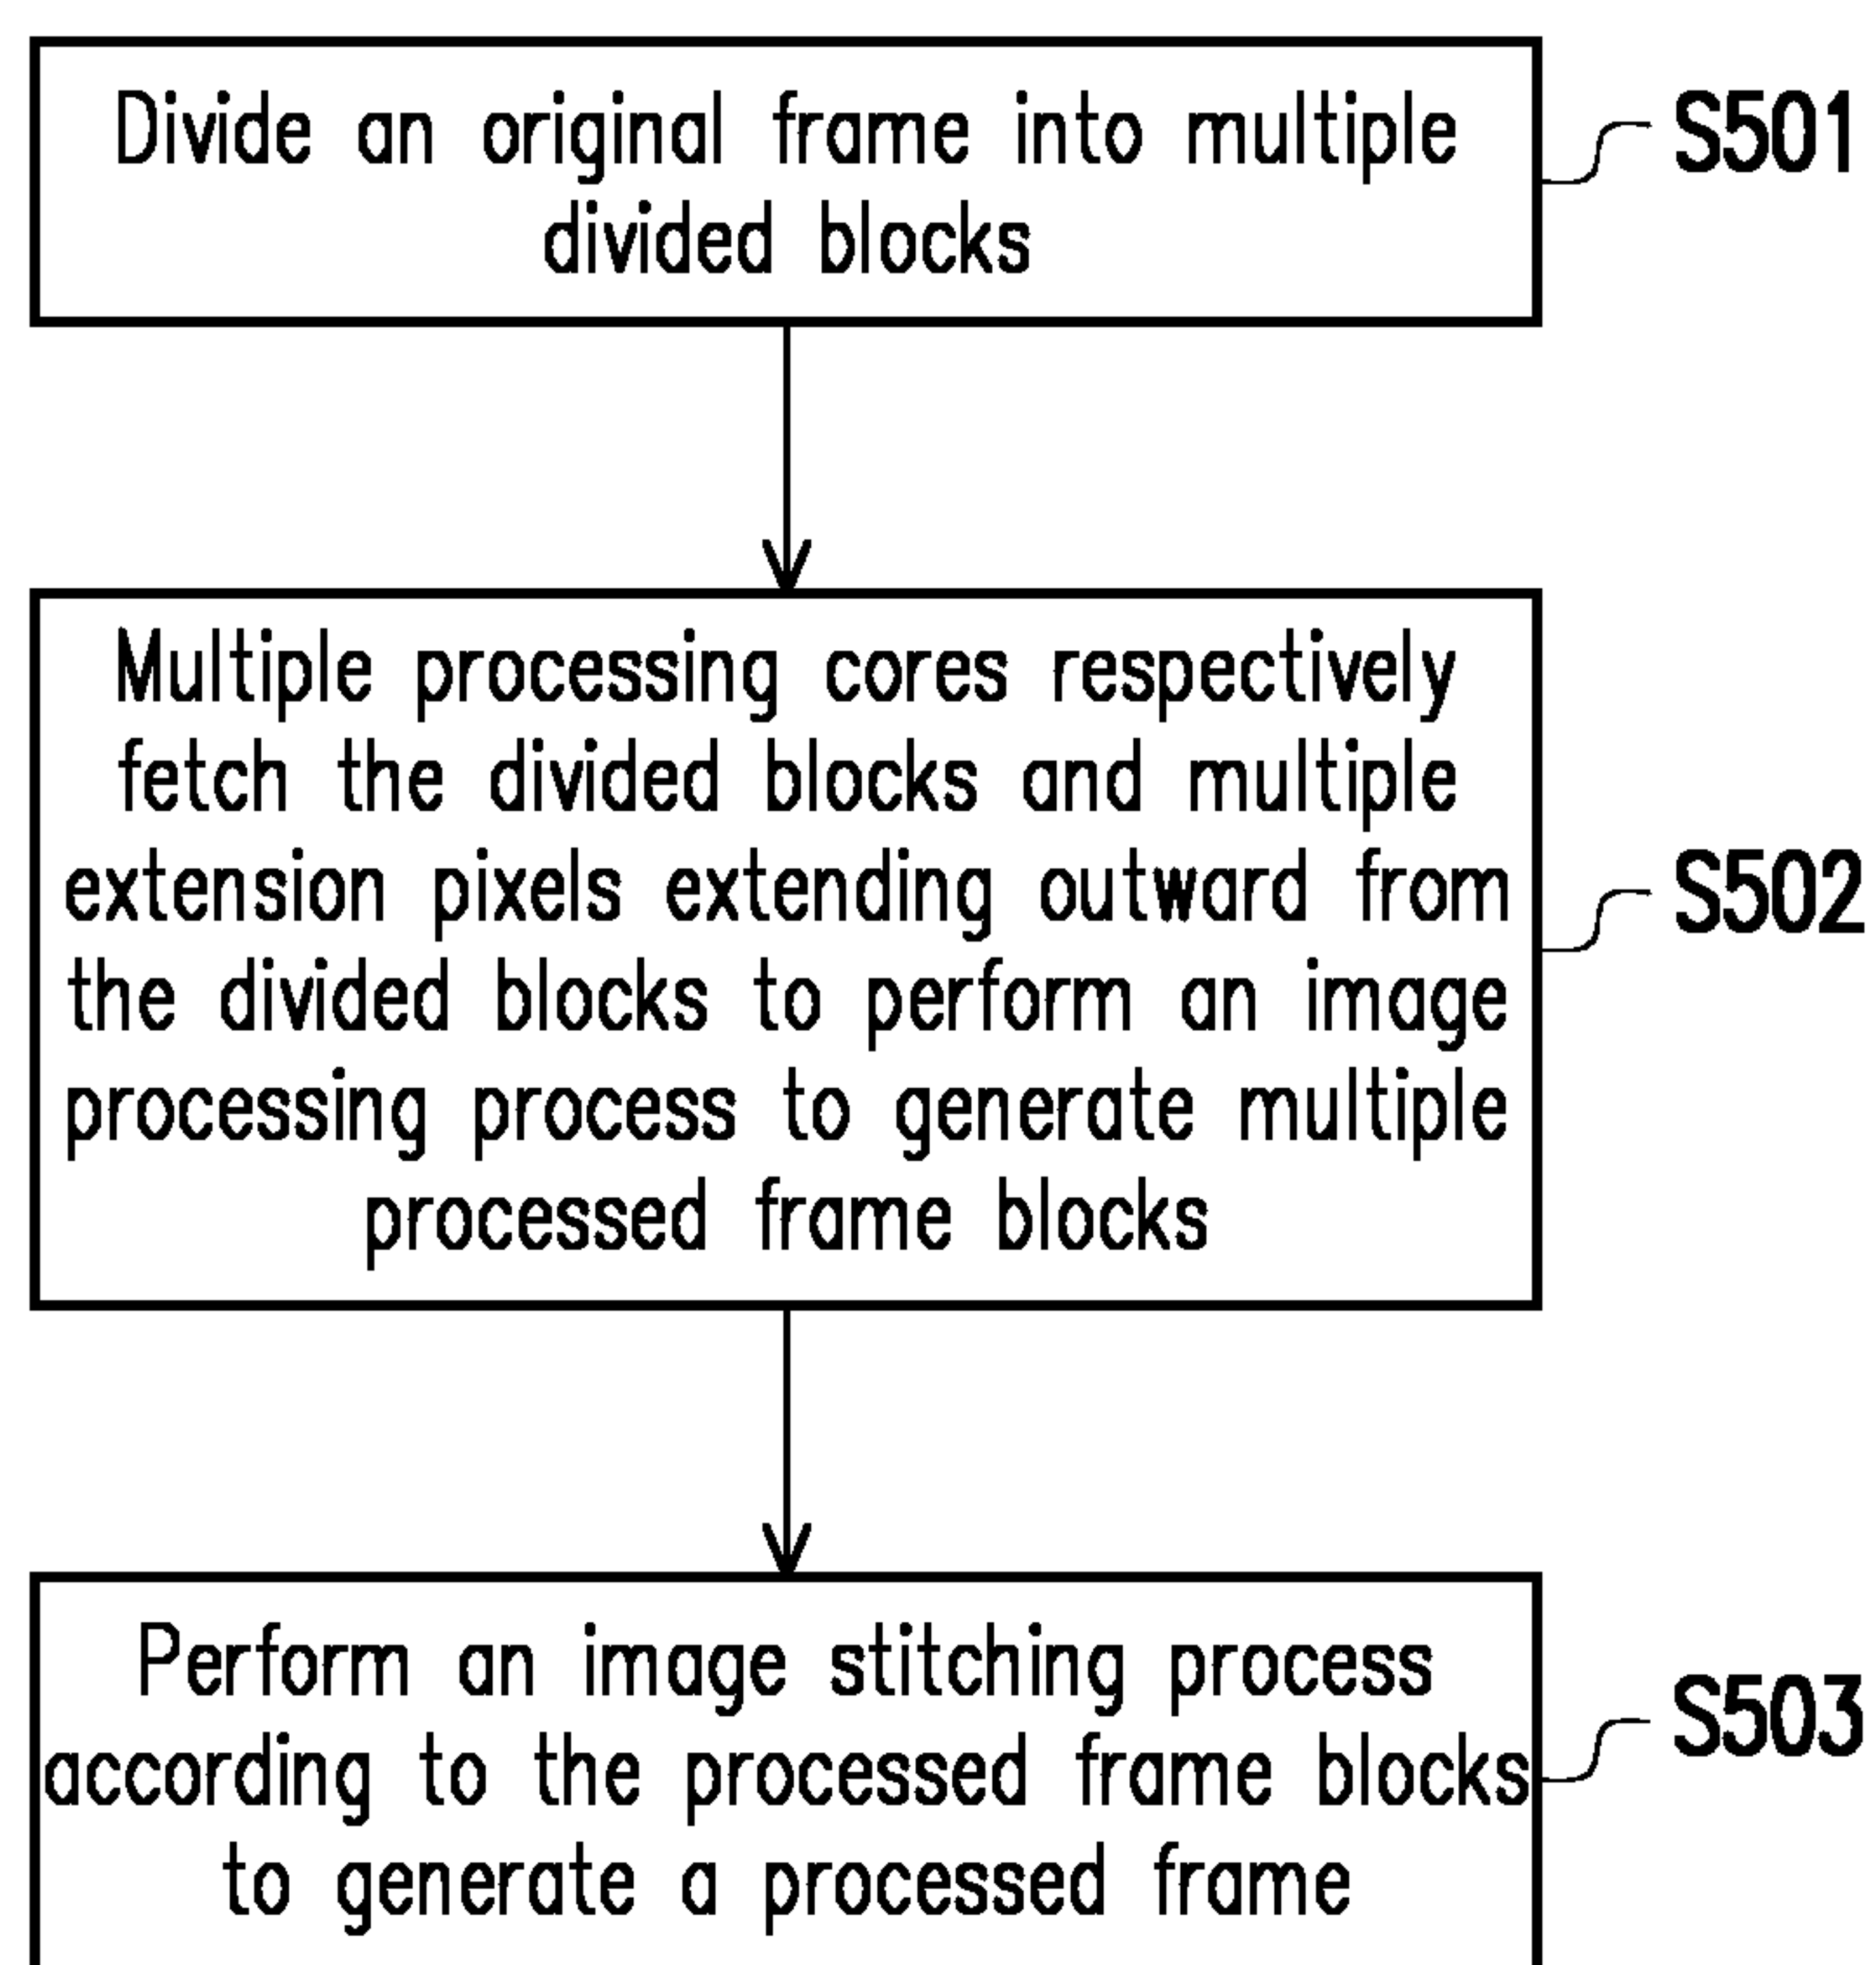 Divide an original frame into multiple
divided blocks
S501
Multiple processing cores respectively
fetch the divided blocks and multiple
extension pixels extending outward from
the divided blocks to perform an image
processing process to generate multiple
processed frame blocks
S502
Perform an image stitching process
according to the processed frame blocks
to generate a processed frame
S503